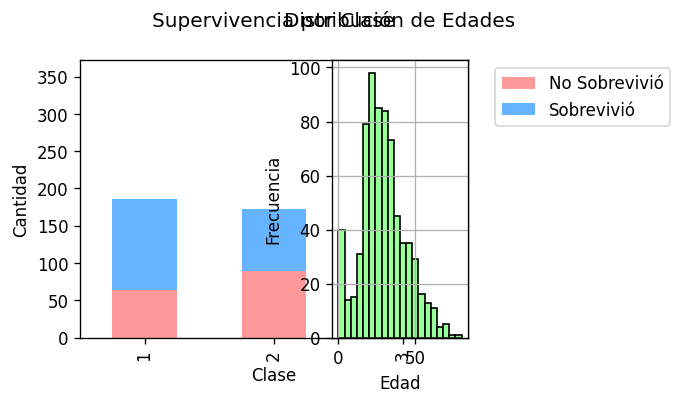 Supervivencia por Clase
Distribución de Edades
350
300
250
200
150
100
50
0
Cantidad
1
2
3
Clase
100
80
60
40
20
0
Frecuencia
0
50
Edad
No Sobrevivió
Sobrevivió